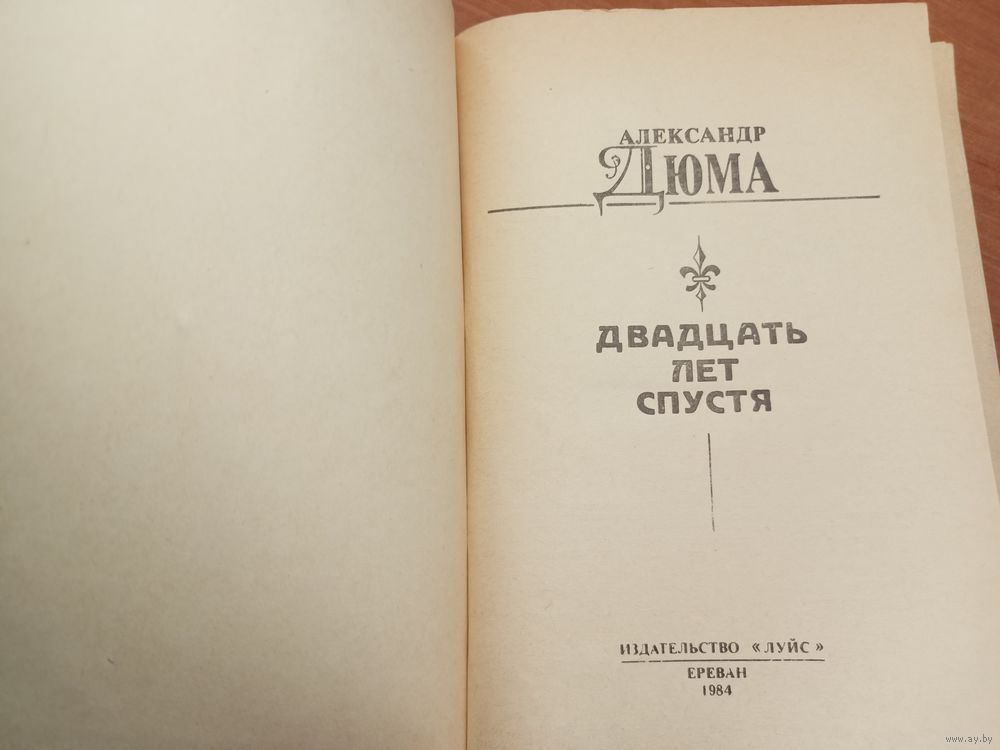 АЛЕКСАНДР
ДЮМА
ДВАДЦАТЬ
ЛЕТ
СПУСТЯ
ИЗДАТЕЛЬСТВО «ЛУЙС»
ЕРЕВАН
1984
www.ay.by